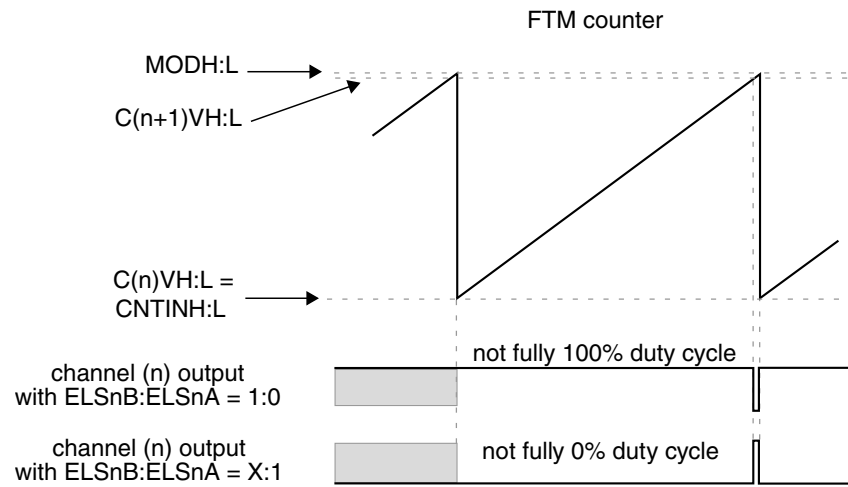 FTM counter
MODH:L
C(n+1)VH:L
C(n)VH:L =
CNTINH:L
not fully 100% duty cycle
channel (n) output
with ELSnB:ELSnA = 1:0
channel (n) output
with ELSnB:ELSnA = X:1
not fully 0% duty cycle